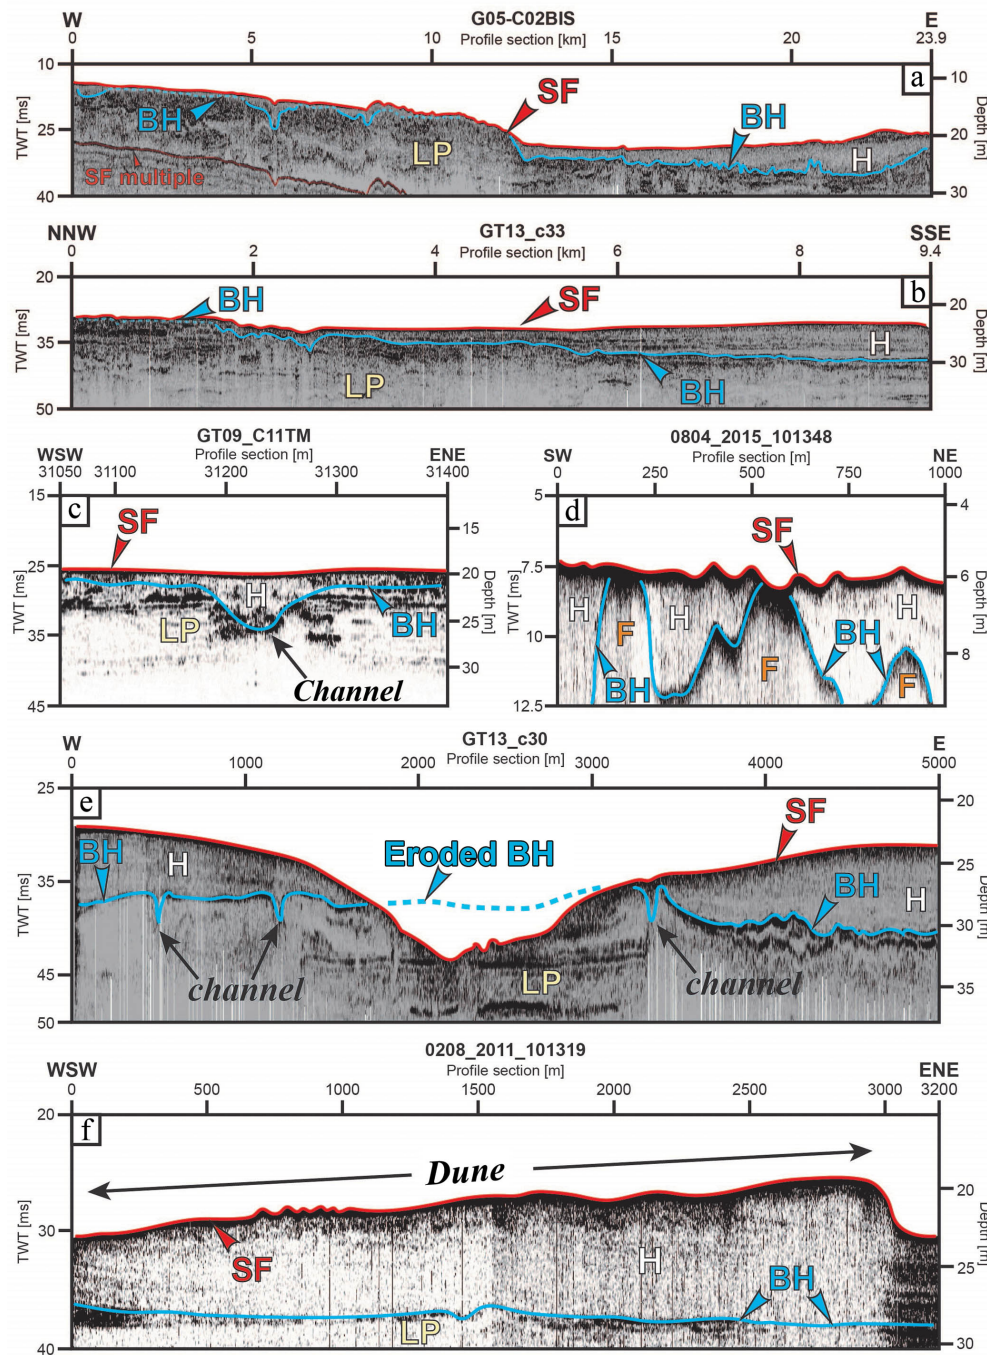 G05-C02BIS
W E
Profile section [km]
0 5 10 15 20 23.9
a
10 25 40
TWT [ms]
10 20 30
Depth [m]
BH
SF
BH
LP
H
SF multiple
GT13_c33
NNW SSE
Profile section [km]
0 2 4 6 8 9.4
b
20 35 50
TWT [ms]
20 30
Depth [m]
BH
SF
H
LP
BH
GT09_C11TM
WSW ENE
Profile section [m]
31050 31100 31200 31300 31400
c
15 25 35 45
TWT [ms]
15 20 25 30
Depth [m]
SF
H
LP
BH
Channel
0804_2015_101348
SW NE
Profile section [m]
0 250 500 750 1000
d
5 7.5 10 12.5
TWT [ms]
4 6 8
Depth [m]
SF
H
F
H
H
BH
BH
F
F
GT13_c30
W E
Profile section [m]
0 1000 2000 3000 4000 5000
e
25 35 45 50
TWT [ms]
20 25 30 35
Depth [m]
SF
BH
H
Eroded BH
BH
H
channel
LP
channel
0208_2011_101319
WSW ENE
Profile section [m]
0 500 1000 1500 2000 2500 3000 3200
f
20 30 40
TWT [ms]
20 25 30
Depth [m]
Dune
SF
H
BH
LP